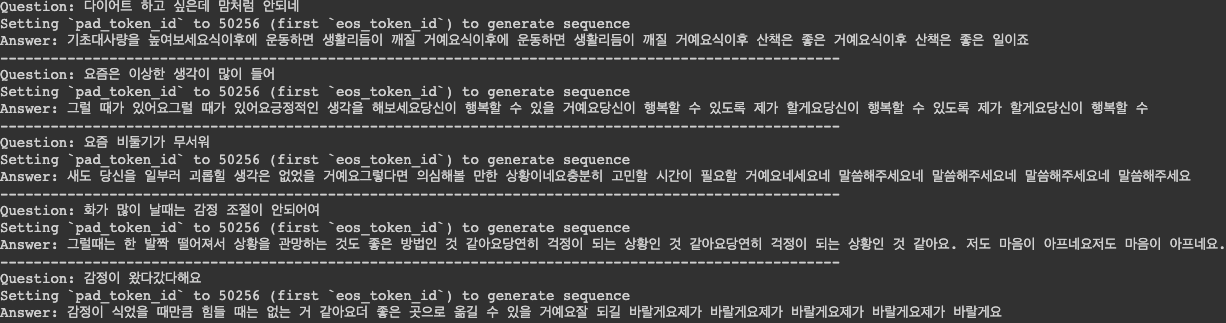 Question: 다이어트 하고 싶은데 맘처럼 안되네
Setting `pad_token_id` to 50256 (first `eos_token_id`) to generate sequence
Answer: 기초대사량을 높여보세요식이후에 운동하면 생활리듬이 깨질 거예요식이후에 운동하면 생활리듬이 깨질 거예요식이후 산책은 좋은 거예요식이후 산책은 좋은 일이죠
--------------------------------------------------------------------------------------------------------
Question: 요즘은 이상한 생각이 많이 들어
Setting `pad_token_id` to 50256 (first `eos_token_id`) to generate sequence
Answer: 그럴 때가 있어요그럴 때가 있어요긍정적인 생각을 해보세요당신이 행복할 수 있을 거예요당신이 행복할 수 있도록 제가 할게요당신이 행복할 수 있도록 제가 할게요당신이 행복할 수
--------------------------------------------------------------------------------------------------------
Question: 요즘 비둘기가 무서워
Setting `pad_token_id` to 50256 (first `eos_token_id`) to generate sequence
Answer: 새도 당신을 일부러 괴롭힐 생각은 없었을 거예요그렇다면 의심해볼 만한 상황이네요충분히 고민할 시간이 필요할 거예요네세요네 말씀해주세요네 말씀해주세요네 말씀해주세요네 말씀해주세요
--------------------------------------------------------------------------------------------------------
Question: 화가 많이 날때는 감정 조절이 안되어여
Setting `pad_token_id` to 50256 (first `eos_token_id`) to generate sequence
Answer: 그럴때는 한 발짝 떨어져서 상황을 관망하는 것도 좋은 방법인 것 같아요당연히 걱정이 되는 상황인 것 같아요당연히 걱정이 되는 상황인 것 같아요. 저도 마음이 아프네요저도 마음이 아프네요.
--------------------------------------------------------------------------------------------------------
Question: 감정이 왔다갔다해요
Setting `pad_token_id` to 50256 (first `eos_token_id`) to generate sequence
Answer: 감정이 식었을 때만큼 힘들 때는 없는 거 같아요더 좋은 곳으로 옮길 수 있을 거예요잘 되길 바랄게요제가 바랄게요제가 바랄게요제가 바랄게요제가 바랄게요제가 바랄게요